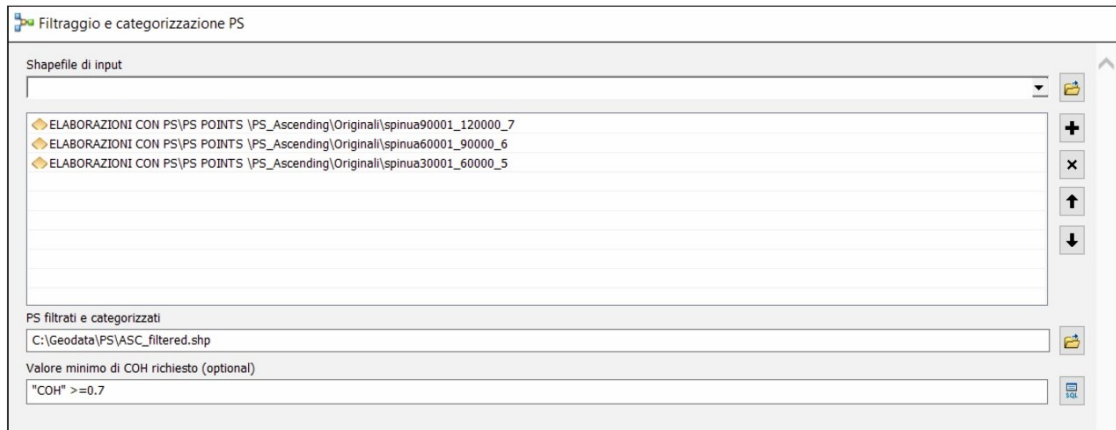 Filtraggio e categorizzazione PS
Shapefile di input
ELABORAZIONI CON PS\PS POINTS \PS_Ascending\Originali\spinua90001_120000_7
ELABORAZIONI CON PS\PS POINTS \PS_Ascending\Originali\spinua60001_90000_6
ELABORAZIONI CON PS\PS POINTS \PS_Ascending\Originali\spinua30001_60000_5
PS filtrati e categorizzati
C:\Geodata\PS\ASC_filtered.shp
Valore minimo di COH richiesto (optional)
"COH" >=0.7
SQL